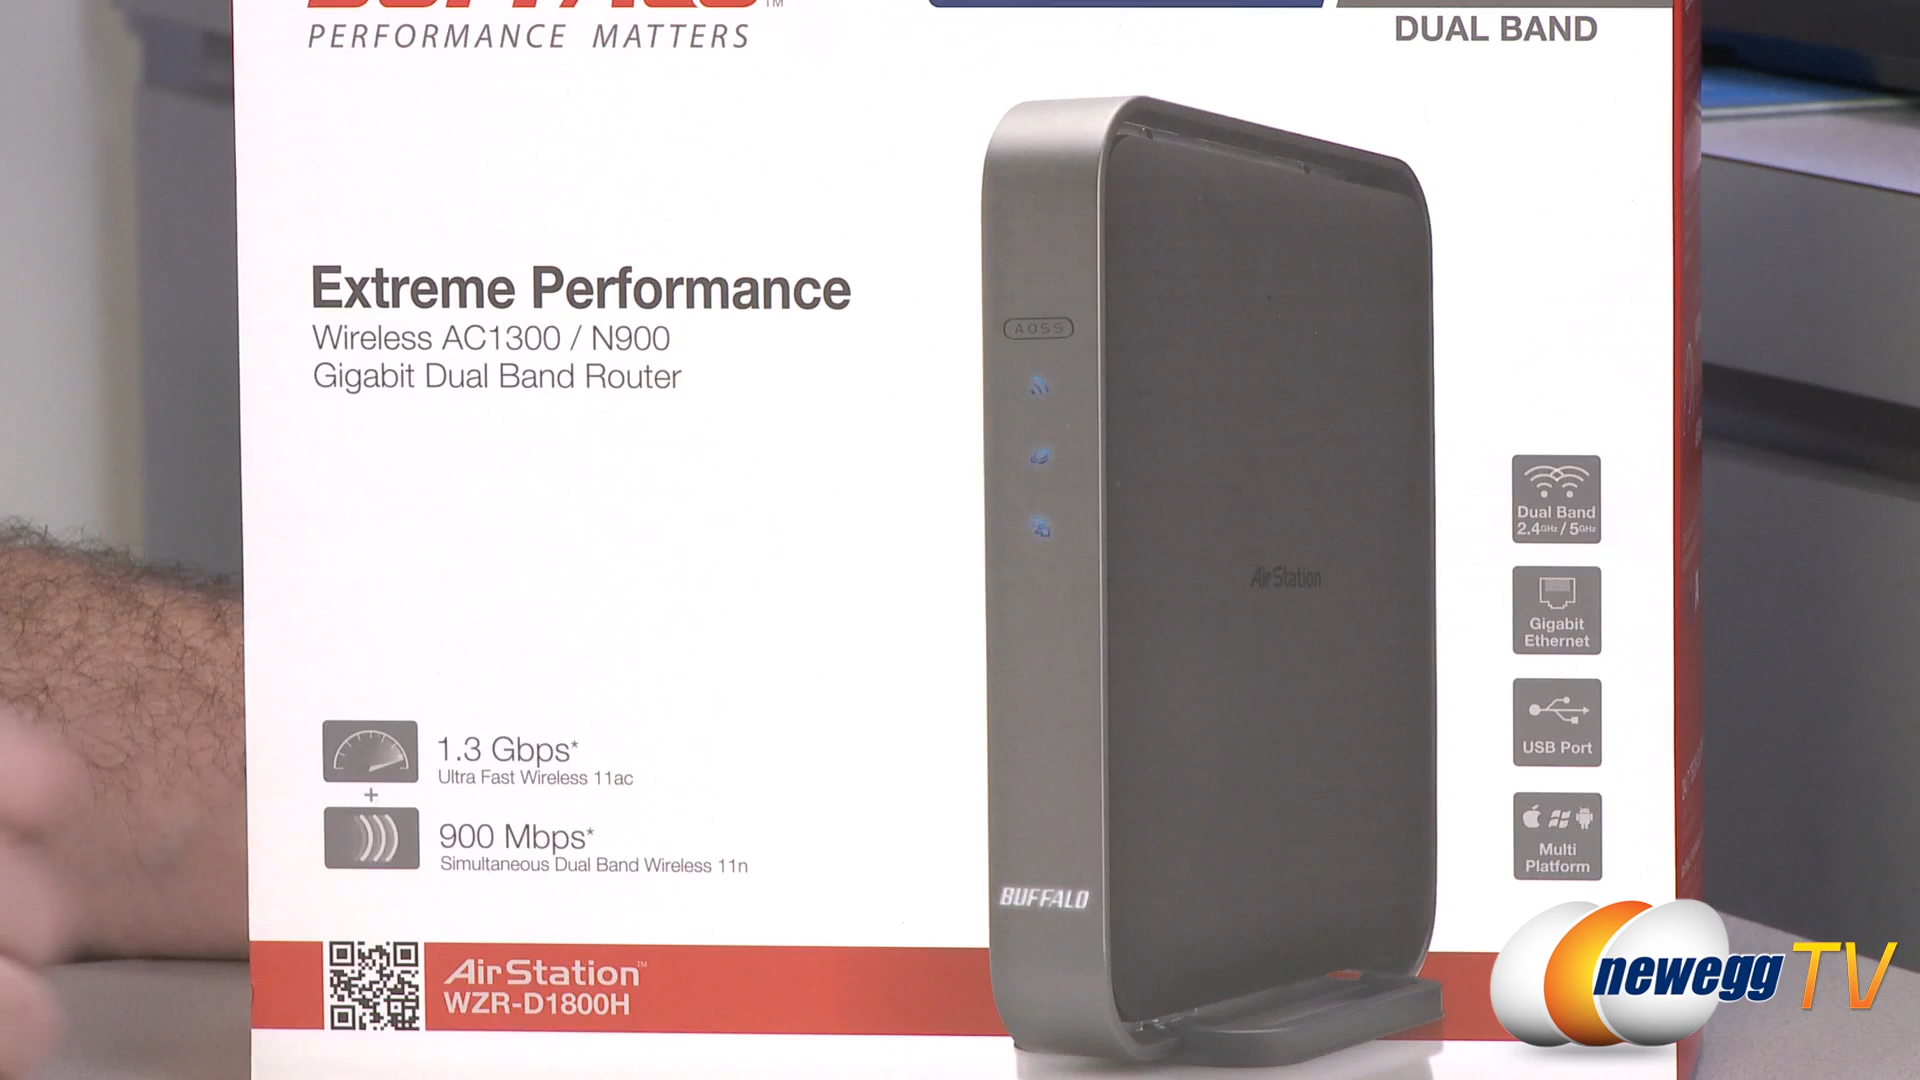 BUFFALO™
PERFORMANCE MATTERS
DUAL BAND
Extreme Performance
Wireless AC1300 / N900
Gigabit Dual Band Router
AOSS
AirStation
Dual Band
2.4GHz / 5GHz
Gigabit
Ethernet
USB Port
Multi
Platform
1.3 Gbps*
Ultra Fast Wireless 11ac
+
900 Mbps*
Simultaneous Dual Band Wireless 11n
BUFFALO
AirStation™
WZR-D1800H
newegg TV